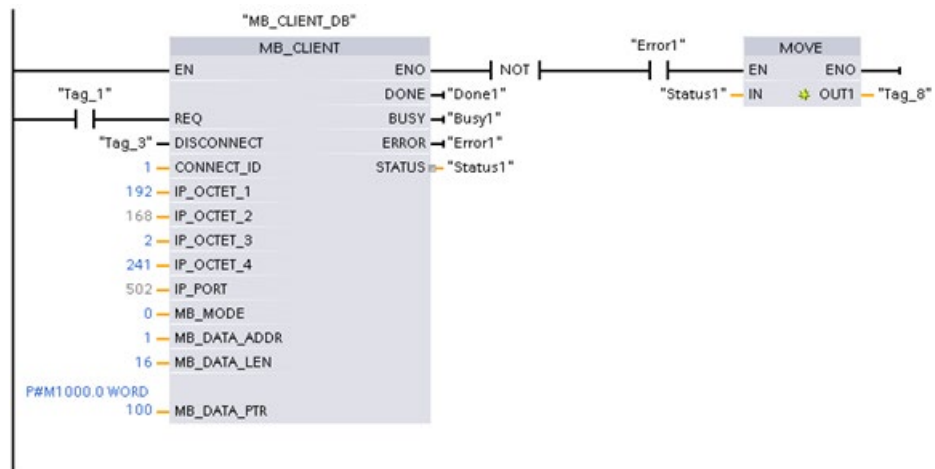 "MB_CLIENT_DB"
MB_CLIENT
"Error1"
MOVE
EN
ENO
NOT
EN
ENO
"Tag_1"
DONE
"Done1"
"Status1"
IN
OUT1
"Tag_8"
REQ
BUSY
"Busy1"
"Tag_3"
DISCONNECT
ERROR
"Error1"
1
CONNECT_ID
STATUS
"Status1"
192
IP_OCTET_1
168
IP_OCTET_2
2
IP_OCTET_3
241
IP_OCTET_4
502
IP_PORT
0
MB_MODE
1
MB_DATA_ADDR
16
MB_DATA_LEN
P#M1000.0 WORD
100
MB_DATA_PTR